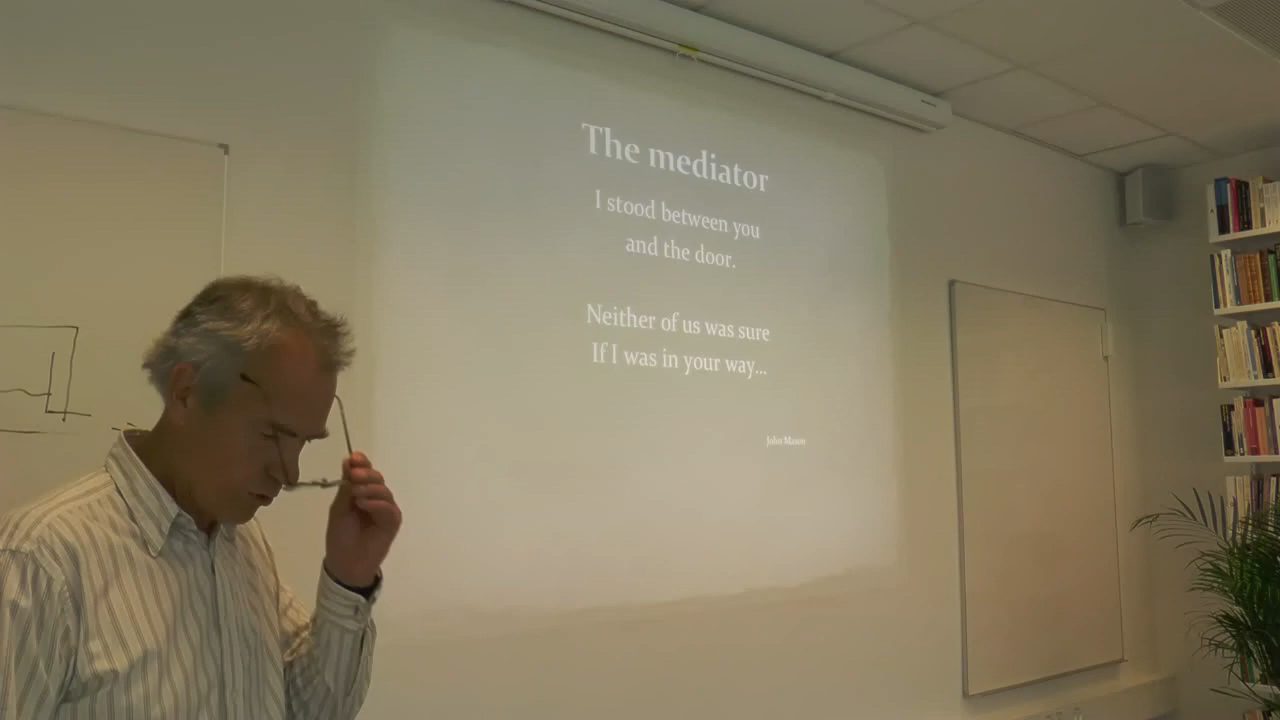 The mediator
I stood between you
and the door.
Neither of us was sure
If I was in your way...
John Mason